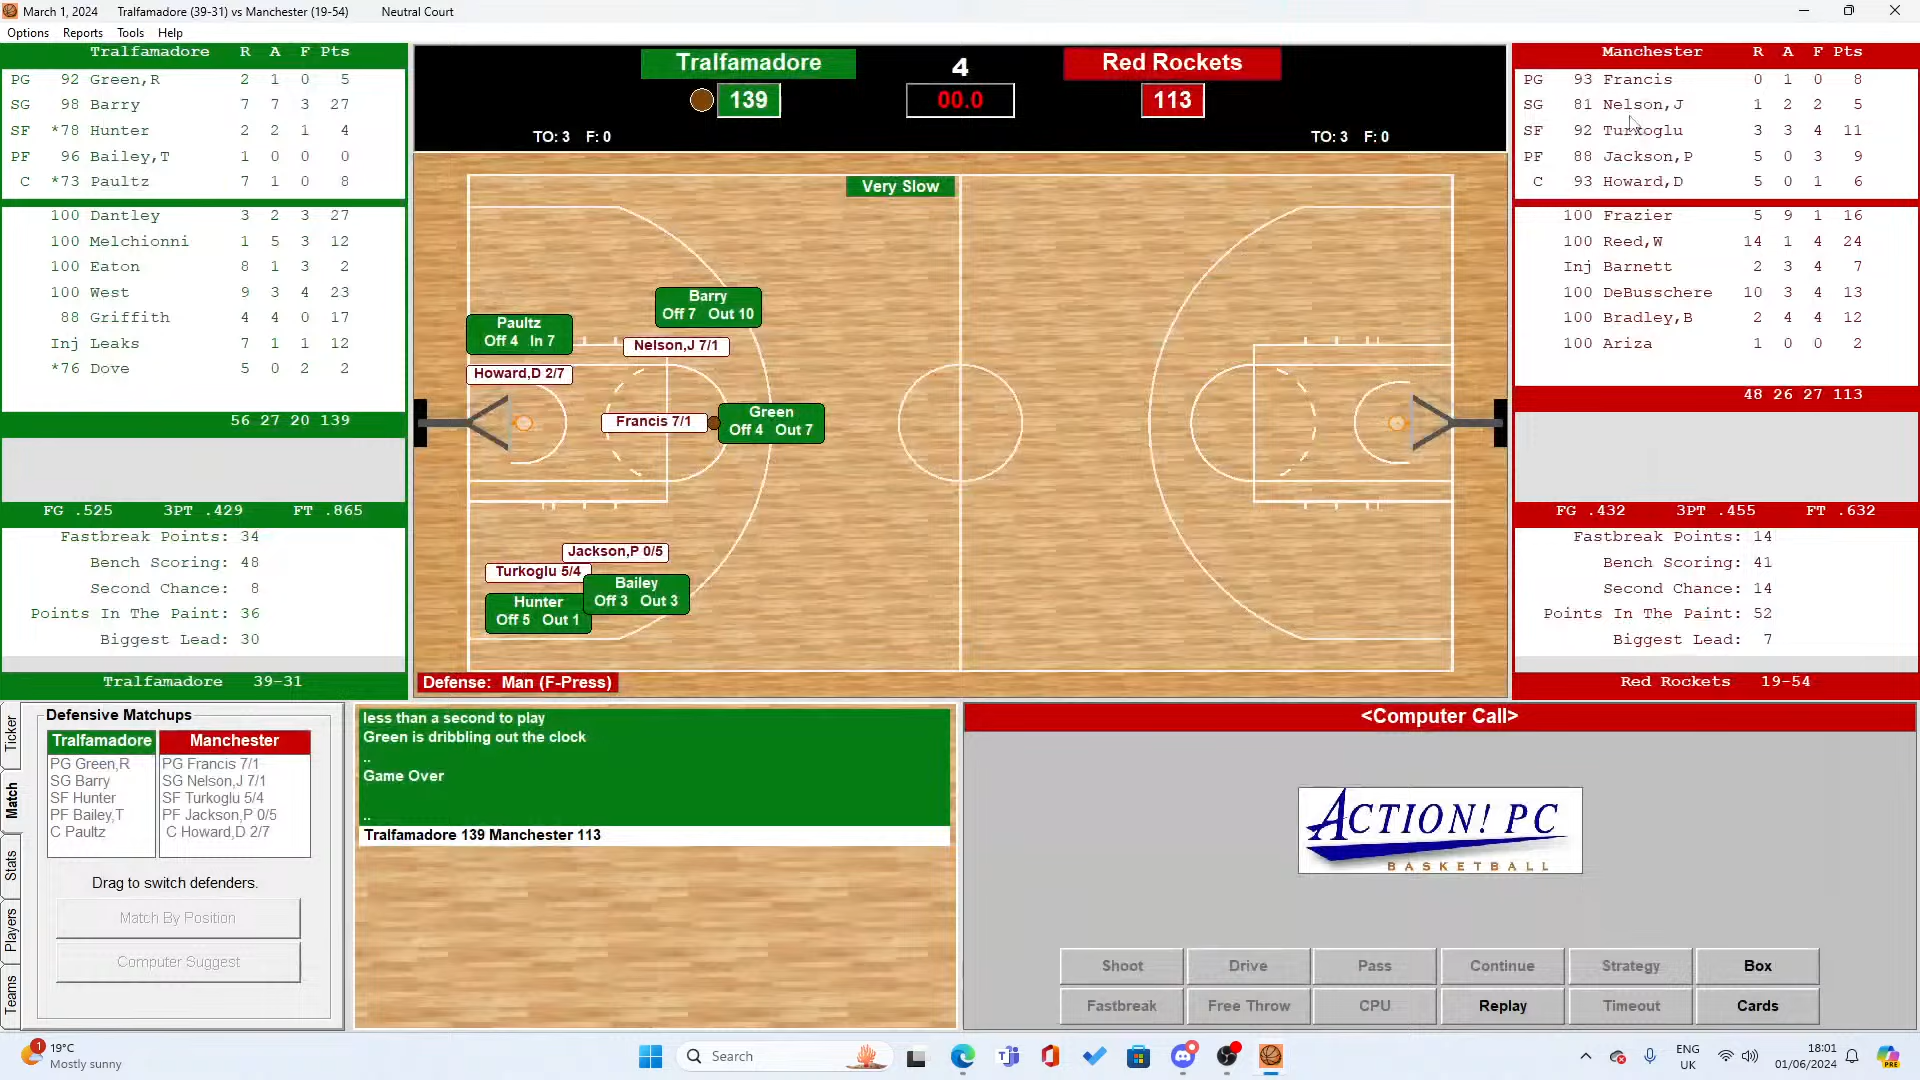 March 1, 2024 Tralfamadore (39-31) vs Manchester (19-54) Neutral Court
Options Reports Tools Help
Tralfamadore R A F Pts
PG 92 Green,R 2 1 0 5
SG 98 Barry 7 7 3 27
SF *78 Hunter 2 2 1 4
PF 96 Bailey,T 1 0 0 0
C *73 Paultz 7 1 0 8
100 Dantley 3 2 3 27
100 Melchionni 1 5 3 12
100 Eaton 8 1 3 2
100 West 9 3 4 23
88 Griffith 4 4 0 17
Inj Leaks 7 1 1 12
*76 Dove 5 0 2 2
56 27 20 139
FG .525 3PT .429 FT .865
Fastbreak Points: 34
Bench Scoring: 48
Second Chance: 8
Points In The Paint: 36
Biggest Lead: 30
Tralfamadore 39-31
Tralfamadore 4 Red Rockets
139 00.0 113
TO: 3 F: 0 TO: 3 F: 0
Very Slow
Barry
Off 7 Out 10
Paultz
Off 4 In 7
Nelson,J 7/1
Howard,D 2/7
Francis 7/1
Green
Off 4 Out 7
Jackson,P 0/5
Turkoglu 5/4
Bailey
Off 3 Out 3
Hunter
Off 5 Out 1
Defense: Man (F-Press)
Manchester R A F Pts
PG 93 Francis 0 1 0 8
SG 81 Nelson,J 1 2 2 5
SF 92 Turkoglu 3 3 4 11
PF 88 Jackson,P 5 0 3 9
C 93 Howard,D 5 0 1 6
100 Frazier 5 9 1 16
100 Reed,W 14 1 4 24
Inj Barnett 2 3 4 7
100 DeBusschere 10 3 4 13
100 Bradley,B 2 4 4 12
100 Ariza 1 0 0 2
48 26 27 113
FG .432 3PT .455 FT .632
Fastbreak Points: 14
Bench Scoring: 41
Second Chance: 14
Points In The Paint: 52
Biggest Lead: 7
Red Rockets 19-54
Ticker
Match
Stats
Players
Teams
Defensive Matchups
Tralfamadore Manchester
PG Green,R PG Francis 7/1
SG Barry SG Nelson,J 7/1
SF Hunter SF Turkoglu 5/4
PF Bailey,T PF Jackson,P 0/5
C Paultz C Howard,D 2/7
Drag to switch defenders.
Match By Position
Computer Suggest
less than a second to play
Green is dribbling out the clock
..
Game Over
..
Tralfamadore 139 Manchester 113
<Computer Call>
ACTION! PC
BASKETBALL
Shoot Drive Pass Continue Strategy Box
Fastbreak Free Throw CPU Replay Timeout Cards
1
19°C
Mostly sunny
Search
ENG
UK
18:01
01/06/2024
PRE